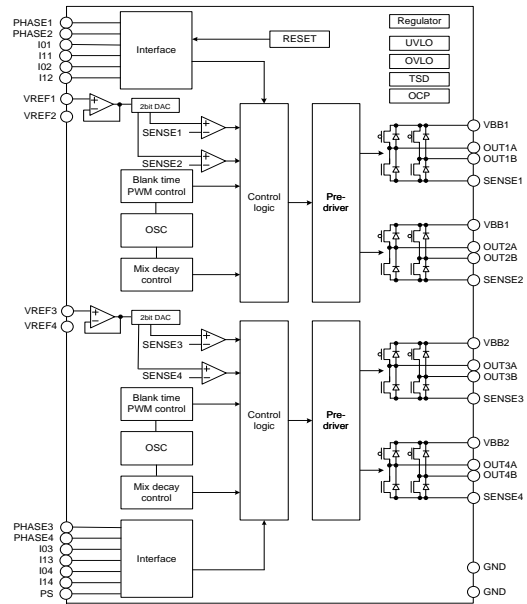 PHASE1
PHASE2
I01
I11
I02
I12
Interface
RESET
Regulator
UVLO
OVLO
TSD
OCP
VREF1
VREF2
2bit DAC
SENSE1
SENSE2
Blank time
PWM control
OSC
Mix decay
control
Control
logic
Pre-
driver
VBB1
OUT1A
OUT1B
SENSE1
VBB1
OUT2A
OUT2B
SENSE2
VREF3
VREF4
2bit DAC
SENSE3
SENSE4
Blank time
PWM control
OSC
Mix decay
control
Control
logic
Pre-
driver
VBB2
OUT3A
OUT3B
SENSE3
VBB2
OUT4A
OUT4B
SENSE4
PHASE3
PHASE4
I03
I13
I04
I14
PS
Interface
GND
GND